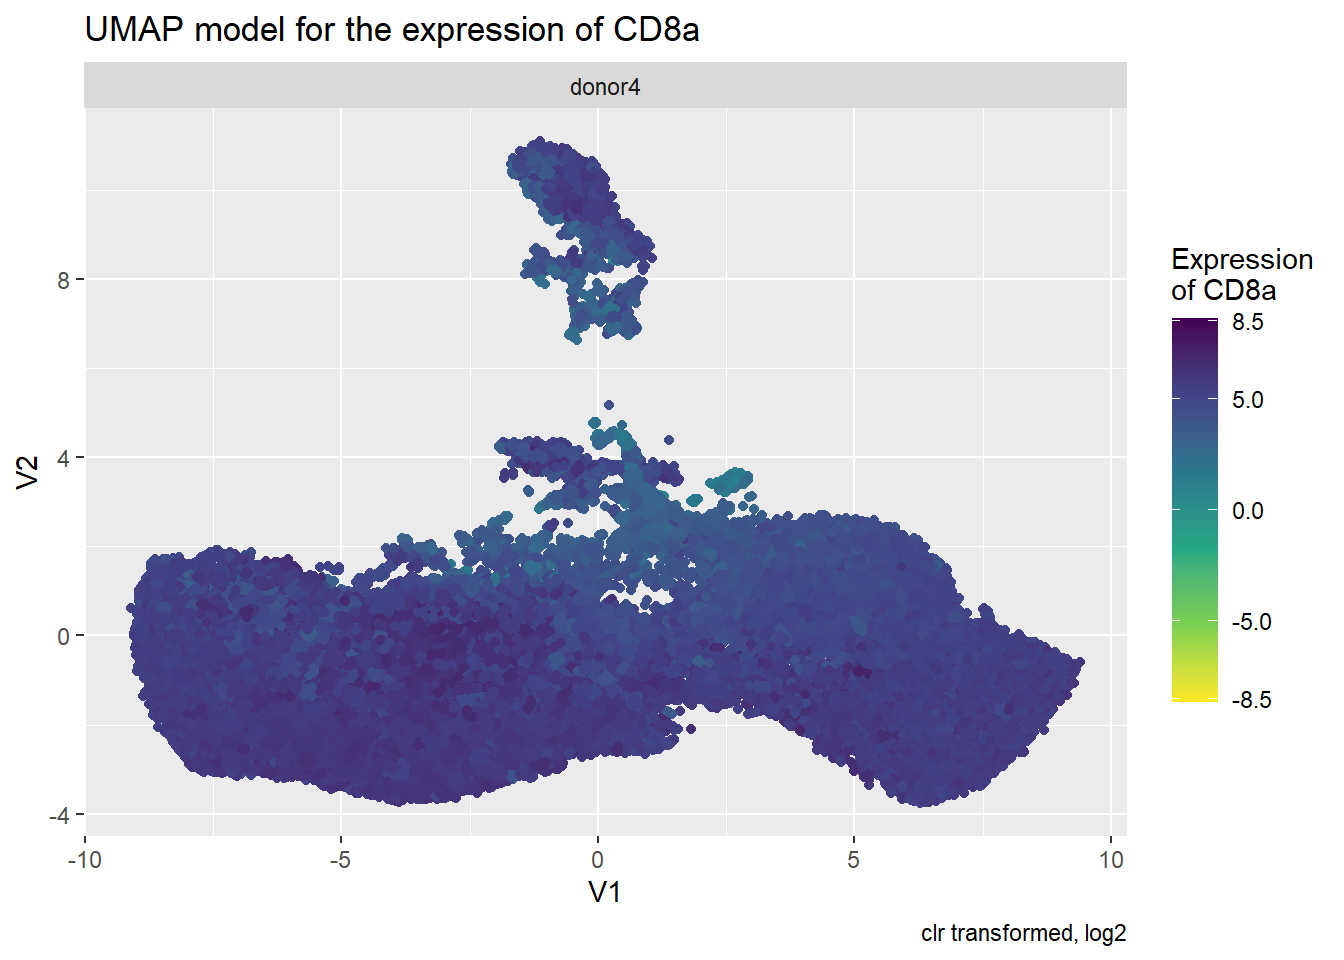 UMAP model for the expression of CD8a
donor4
8
4
0
-4
-10
-5
0
5
10
V1
V2
Expression
of CD8a
8.5
5.0
0.0
-5.0
-8.5
clr transformed, log2